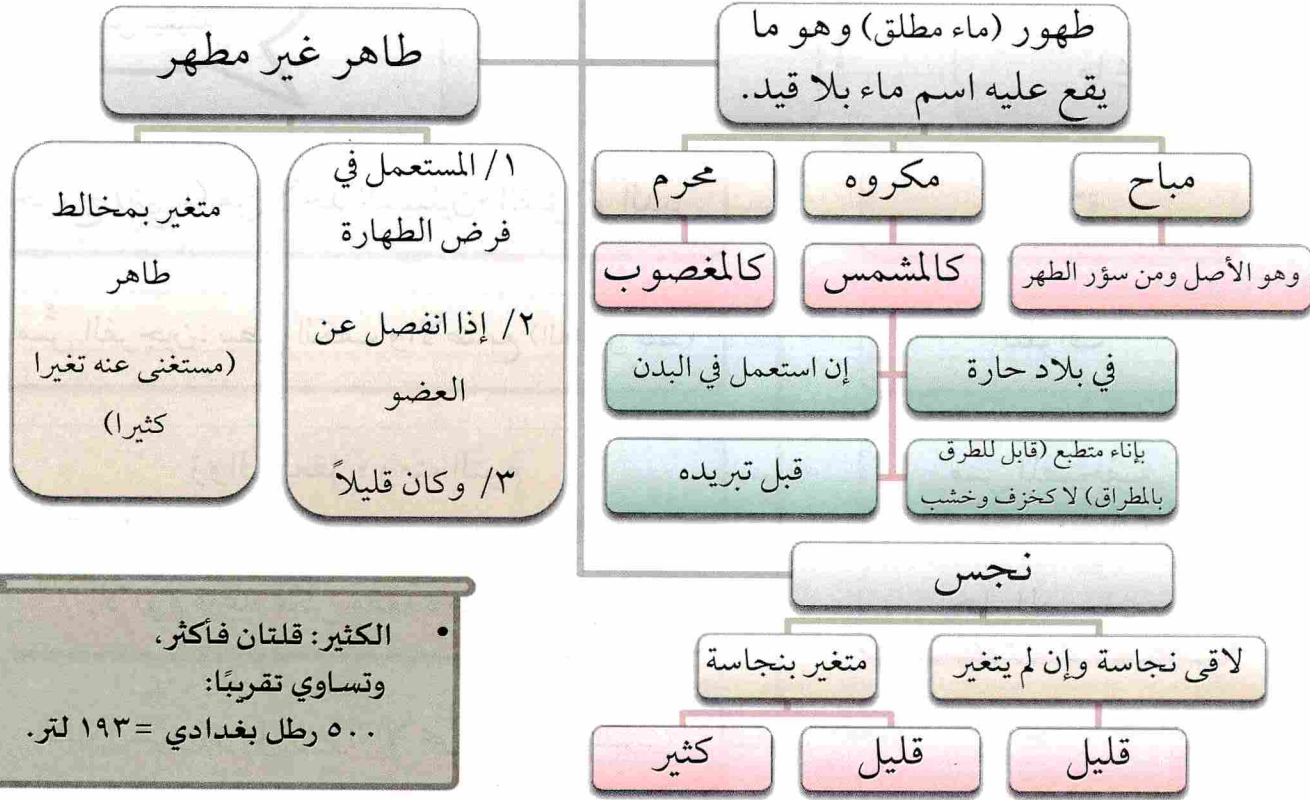 طهور (ماء مطلق) وهو ما
يقع عليه اسم ماء بلا قيد.
طاهر غير مطهر
مباح
مكروه
محرم
وهو الأصل ومن سؤر الطهر
كالمشمس
كالمغصوب
في بلاد حارة
إن استعمل في البدن
بإناء متطبع (قابل للطرق
بالمطراق) لا كخزف وخشب
قبل تبريده
١/ المستعمل في
فرض الطهارة
٢/ إذا انفصل عن
العضو
٣/ وكان قليلاً
متغير بمخالط
طاهر
(مستغنى عنه تغيرا
كثيرا)
نجس
لاقى نجاسة وإن لم يتغير
متغير بنجاسة
قليل
قليل
كثير
• الكثير: قلتان فأكثر،
وتساوي تقريبًا:
٥٠٠ رطل بغدادي = ١٩٣ لتر.